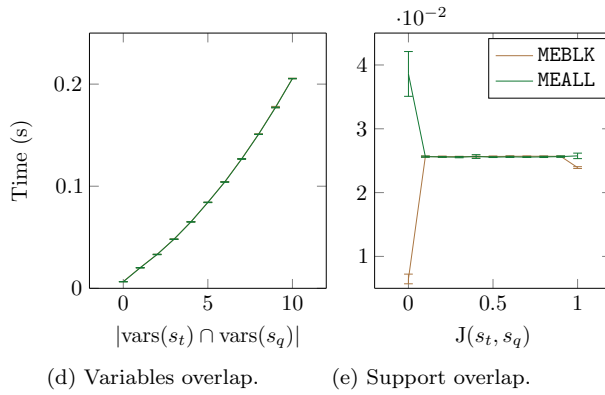 ·10⁻²
0.2
0.1
0
Time (s)
0
5
10
|vars(sₜ) ∩ vars(s_q)|
(d) Variables overlap.
4
3
2
1
MEBLK
MEALL
0
0.5
1
J(sₜ, s_q)
(e) Support overlap.